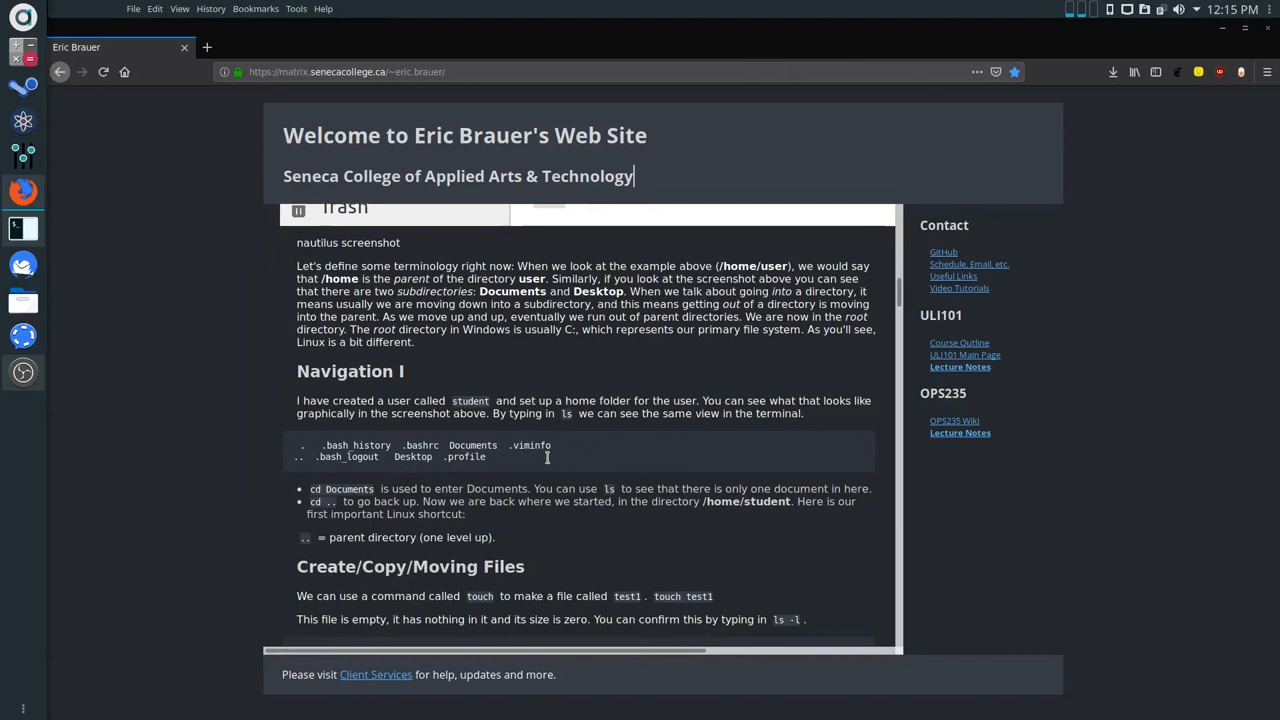 File Edit View History Bookmarks Tools Help
12:15 PM
Eric Brauer
https://matrix.senecacollege.ca/~eric.brauer/
Welcome to Eric Brauer's Web Site
Seneca College of Applied Arts & Technology
Trash
nautilus screenshot
Let's define some terminology right now: When we look at the example above (/home/user), we would say
that /home is the parent of the directory user. Similarly, if you look at the screenshot above you can see
that there are two subdirectories: Documents and Desktop. When we talk about going into a directory, it
means usually we are moving down into a subdirectory, and this means getting out of a directory is moving
into the parent. As we move up and up, eventually we run out of parent directories. We are now in the root
directory. The root directory in Windows is usually C:, which represents our primary file system. As you'll see,
Linux is a bit different.
Navigation I
I have created a user called student and set up a home folder for the user. You can see what that looks like
graphically in the screenshot above. By typing in ls we can see the same view in the terminal.
. .bash_history .bashrc Documents .viminfo
.. .bash_logout Desktop .profile
• cd Documents is used to enter Documents. You can use ls to see that there is only one document in here.
• cd .. to go back up. Now we are back where we started, in the directory /home/student. Here is our
first important Linux shortcut:
.. = parent directory (one level up).
Create/Copy/Moving Files
We can use a command called touch to make a file called test1. touch test1
This file is empty, it has nothing in it and its size is zero. You can confirm this by typing in ls -l.
Contact
GitHub
Schedule, Email, etc.
Useful Links
Video Tutorials
ULI101
Course Outline
ULI101 Main Page
Lecture Notes
OPS235
OPS235 Wiki
Lecture Notes
Please visit Client Services for help, updates and more.